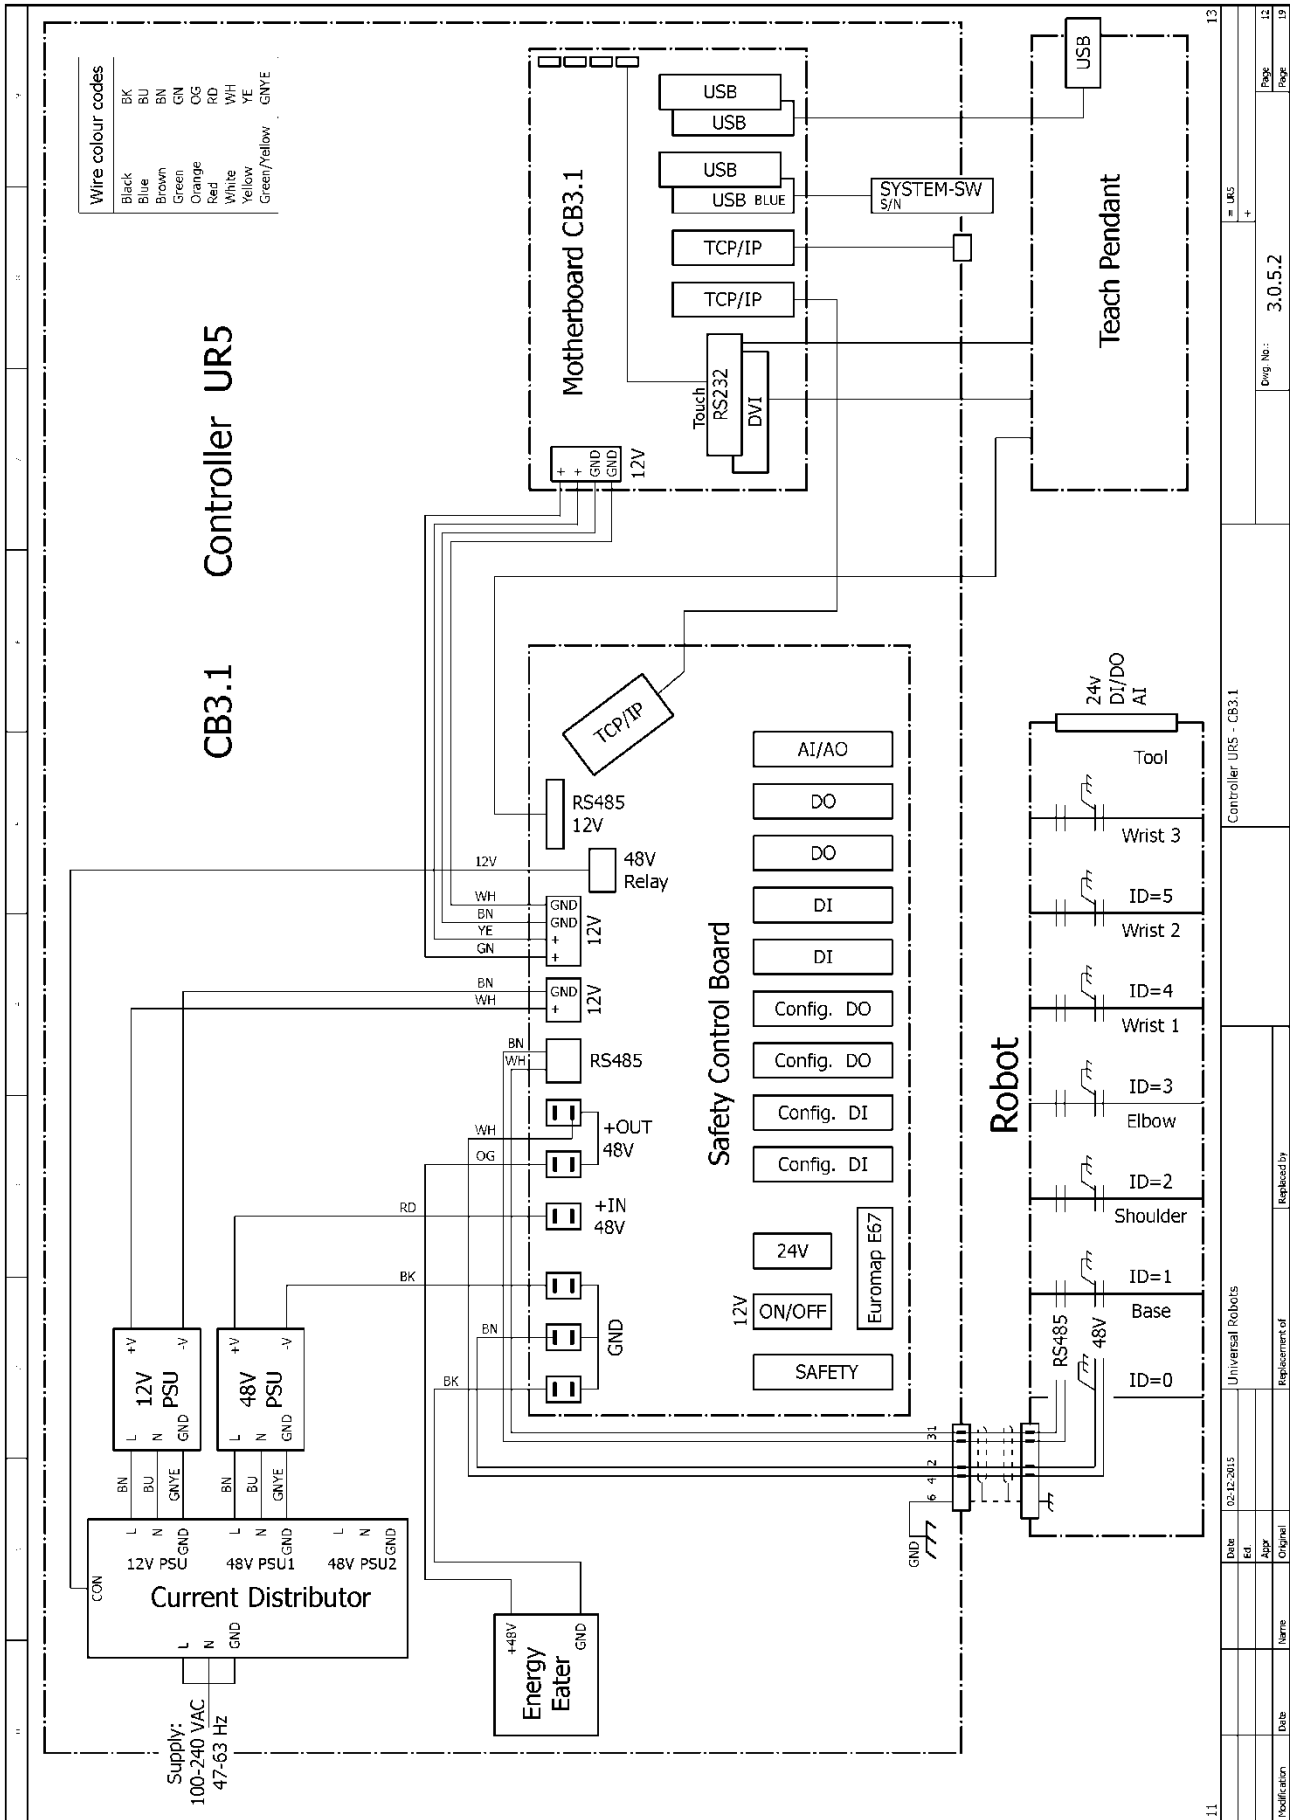 CB3.1 Controller UR5
Wire colour codes
Black BK
Blue BU
Brown BN
Green GN
Orange OG
Red RD
White WH
Yellow YE
Green/Yellow GNYE
Motherboard CB3.1
USB
USB
USB
USB BLUE
TCP/IP
TCP/IP
Touch
RS232
DVI
+
+
GND
GND
12V
SYSTEM-SW
S/N
USB
Teach Pendant
TCP/IP
RS485
12V
12V
48V
Relay
WH
BN
YE
GN
GND
GND
+
+
12V
BN
WH
GND
+
12V
BN
WH
RS485
WH
OG
+OUT
48V
RD
+IN
48V
BK
BN
BK
GND
Safety Control Board
AI/AO
DO
DO
DI
DI
Config. DO
Config. DO
Config. DI
Config. DI
24V
12V
ON/OFF
Euromap E67
SAFETY
+V
-V
12V
PSU
L
N
GND
+V
-V
48V
PSU
L
N
GND
BN
BU
GNYE
BN
BU
GNYE
CON
L
N
GND
12V PSU
L
N
GND
48V PSU1
L
N
GND
48V PSU2
Current Distributor
L
N
GND
Supply:
100-240 VAC
47-63 Hz
+48V
GND
Energy
Eater
GND
6 4 2 31
Robot
24v
DI/DO
AI
Tool
Wrist 3
ID=5
Wrist 2
ID=4
Wrist 1
ID=3
Elbow
ID=2
Shoulder
ID=1
Base
ID=0
RS485
48V
11
13
Modification
Date
Name
Date 02-12-2015
Ed.
Appr
Original
Universal Robots
Replacement of
Replaced by
Controller UR5 - CB3.1
= UR5
+
Dwg. No.: 3.0.5.2
Page 12
Page 19